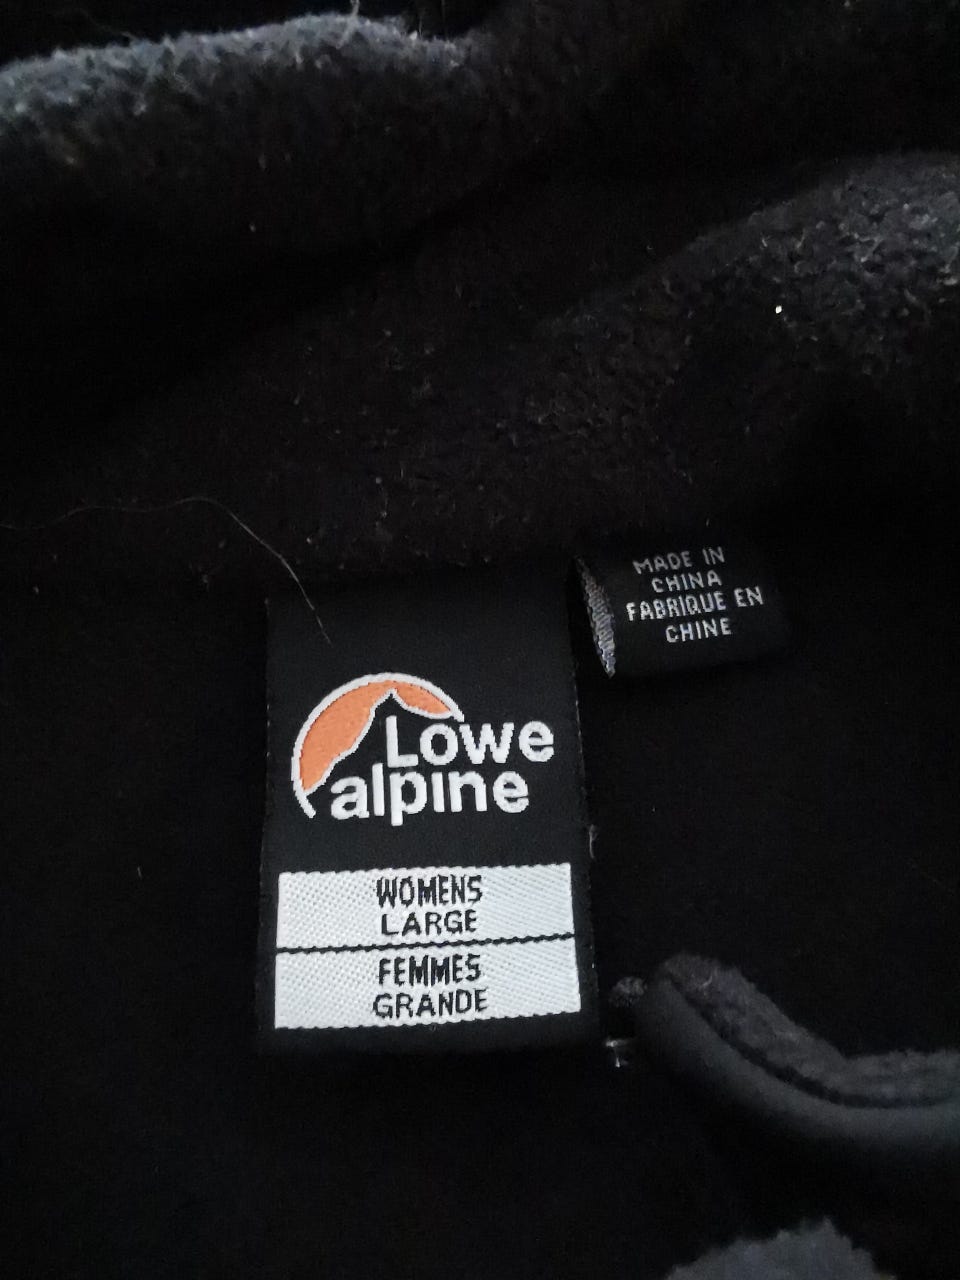 Lowe
alpine
WOMENS
LARGE
FEMMES
GRANDE
MADE IN
CHINA
FABRIQUE EN
CHINE